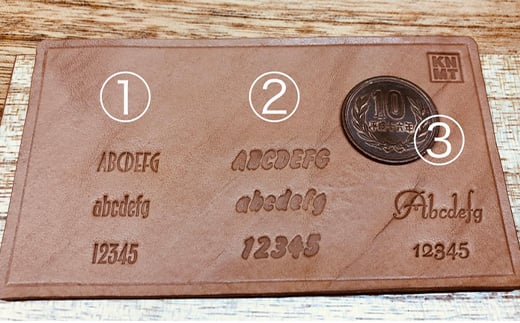 ①
②
③
KN
MT
10
ABCDEFG
abcdefg
12345
ABCDEFG
abcdefg
12345
Abcdefg
12345